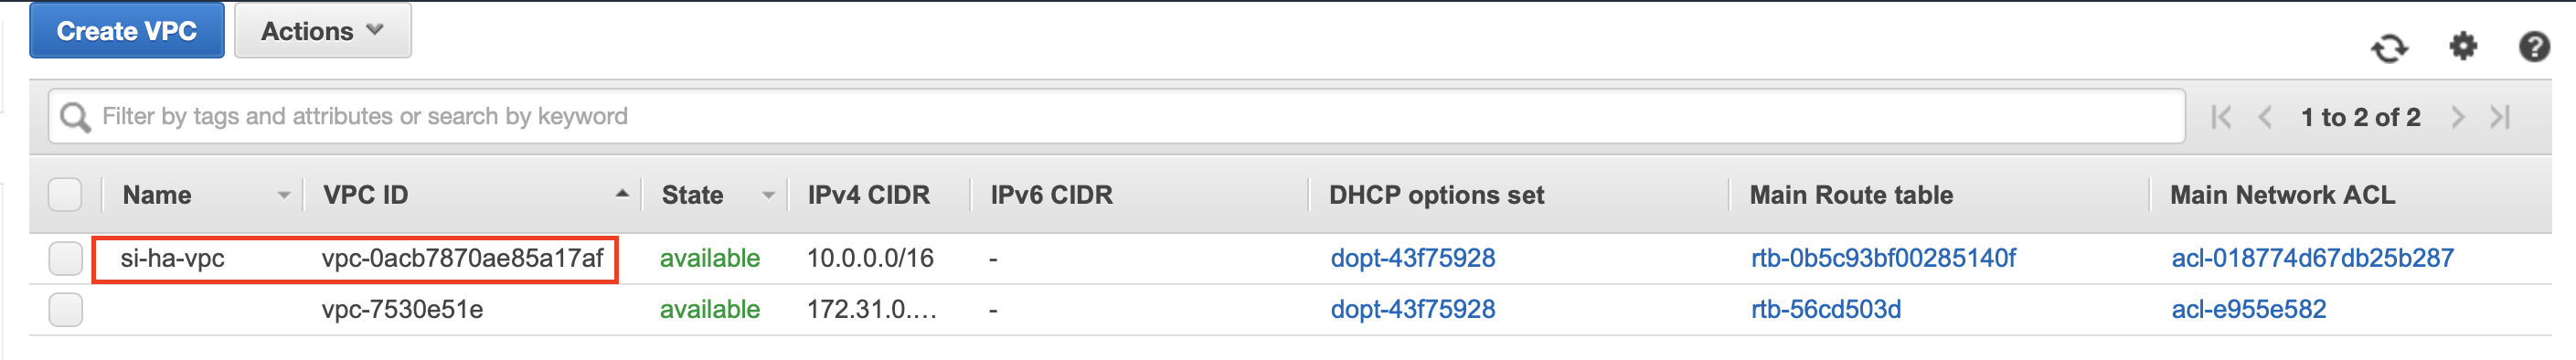 Create VPC Actions
Filter by tags and attributes or search by keyword 1 to 2 of 2
Name VPC ID State IPv4 CIDR IPv6 CIDR DHCP options set Main Route table Main Network ACL
si-ha-vpc vpc-0acb7870ae85a17af available 10.0.0.0/16 - dopt-43f75928 rtb-0b5c93bf00285140f acl-018774d67db25b287
vpc-7530e51e available 172.31.0.… - dopt-43f75928 rtb-56cd503d acl-e955e582